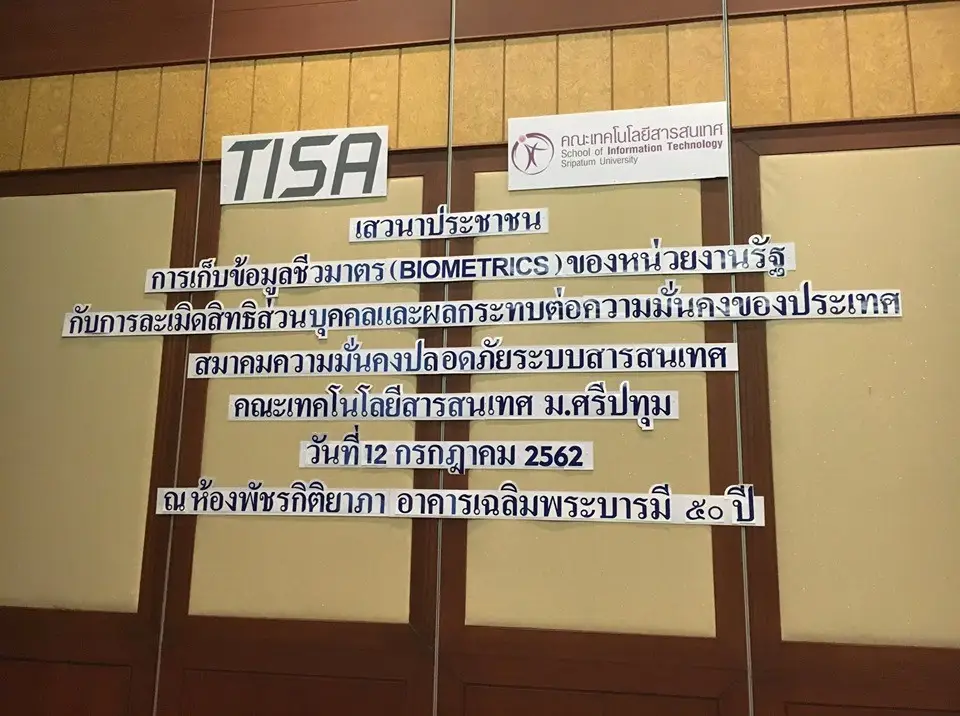 TISA
คณะเทคโนโลยีสารสนเทศ
School of Information Technology
Sripatum University
เสวนาประชาชน
การเก็บข้อมูลชีวมาตร (BIOMETRICS) ของหน่วยงานรัฐ
กับการละเมิดสิทธิส่วนบุคคลและผลกระทบต่อความมั่นคงของประเทศ
สมาคมความมั่นคงปลอดภัยระบบสารสนเทศ
คณะเทคโนโลยีสารสนเทศ ม.ศรีปทุม
วันที่ 12 กรกฎาคม 2562
ณ ห้องพัชรกิติยาภา อาคารเฉลิมพระบารมี ๕๐ ปี